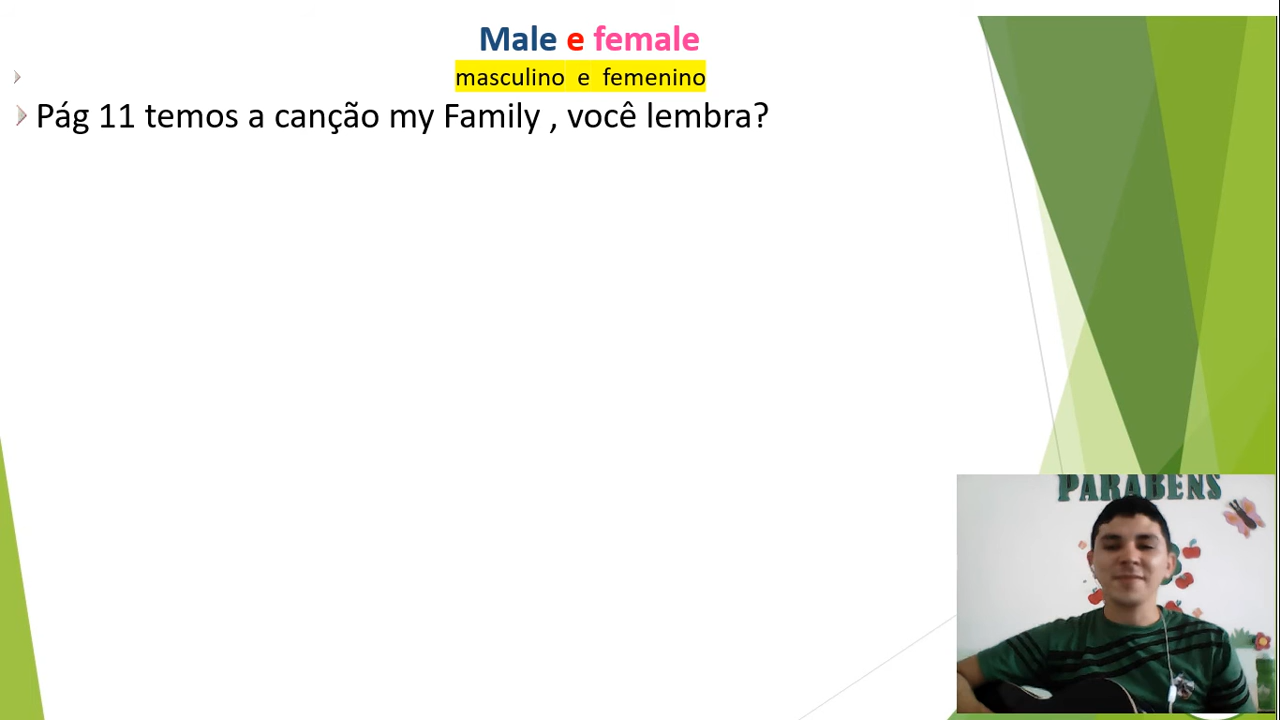 Male e female
masculino e femenino
Pág 11 temos a canção my Family , você lembra?
PARABENS